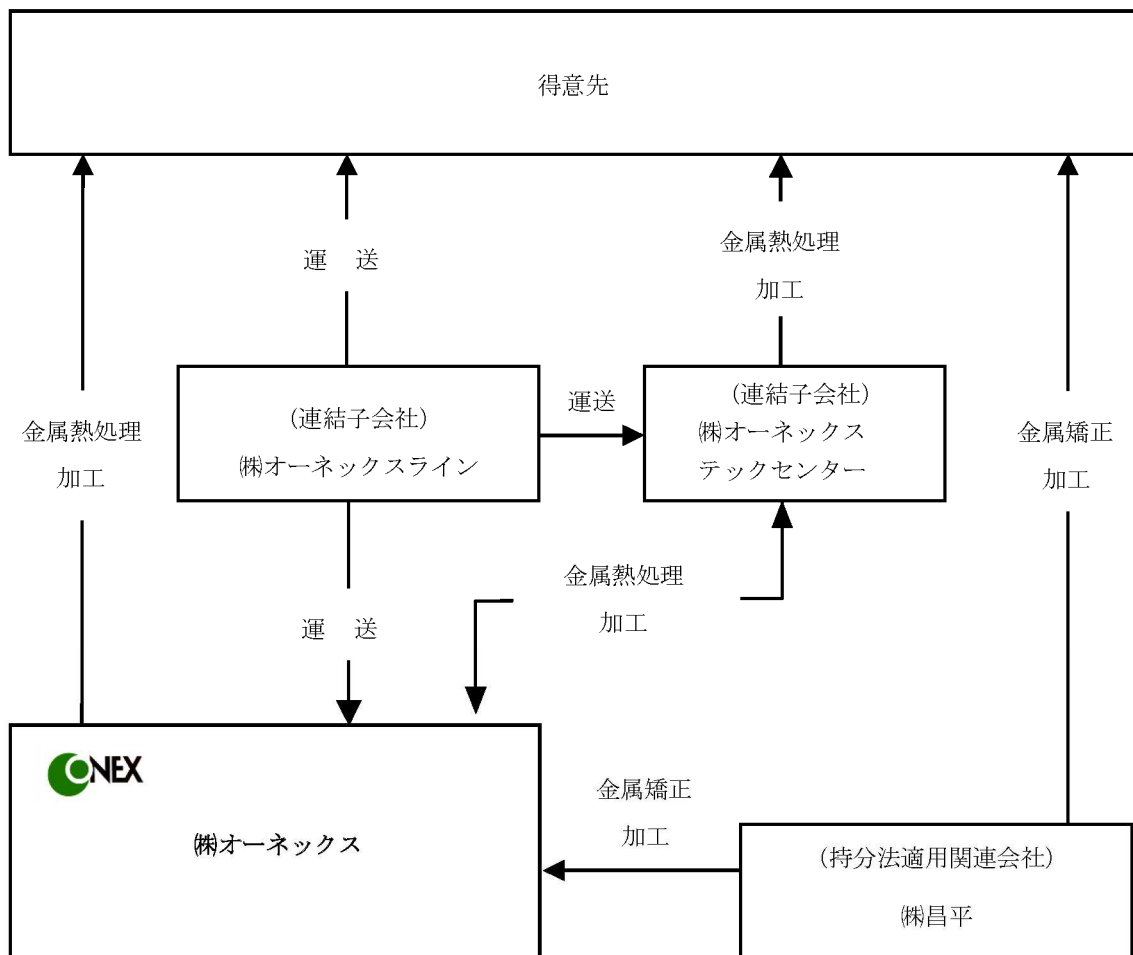 得意先
運 送
金属熱処理
加工
(連結子会社)
㈱オーネックスライン
運送
(連結子会社)
㈱オーネックス
テックセンター
金属熱処理
加工
金属矯正
加工
金属熱処理
加工
運 送
ONEX
㈱オーネックス
金属矯正
加工
(持分法適用関連会社)
㈱昌平